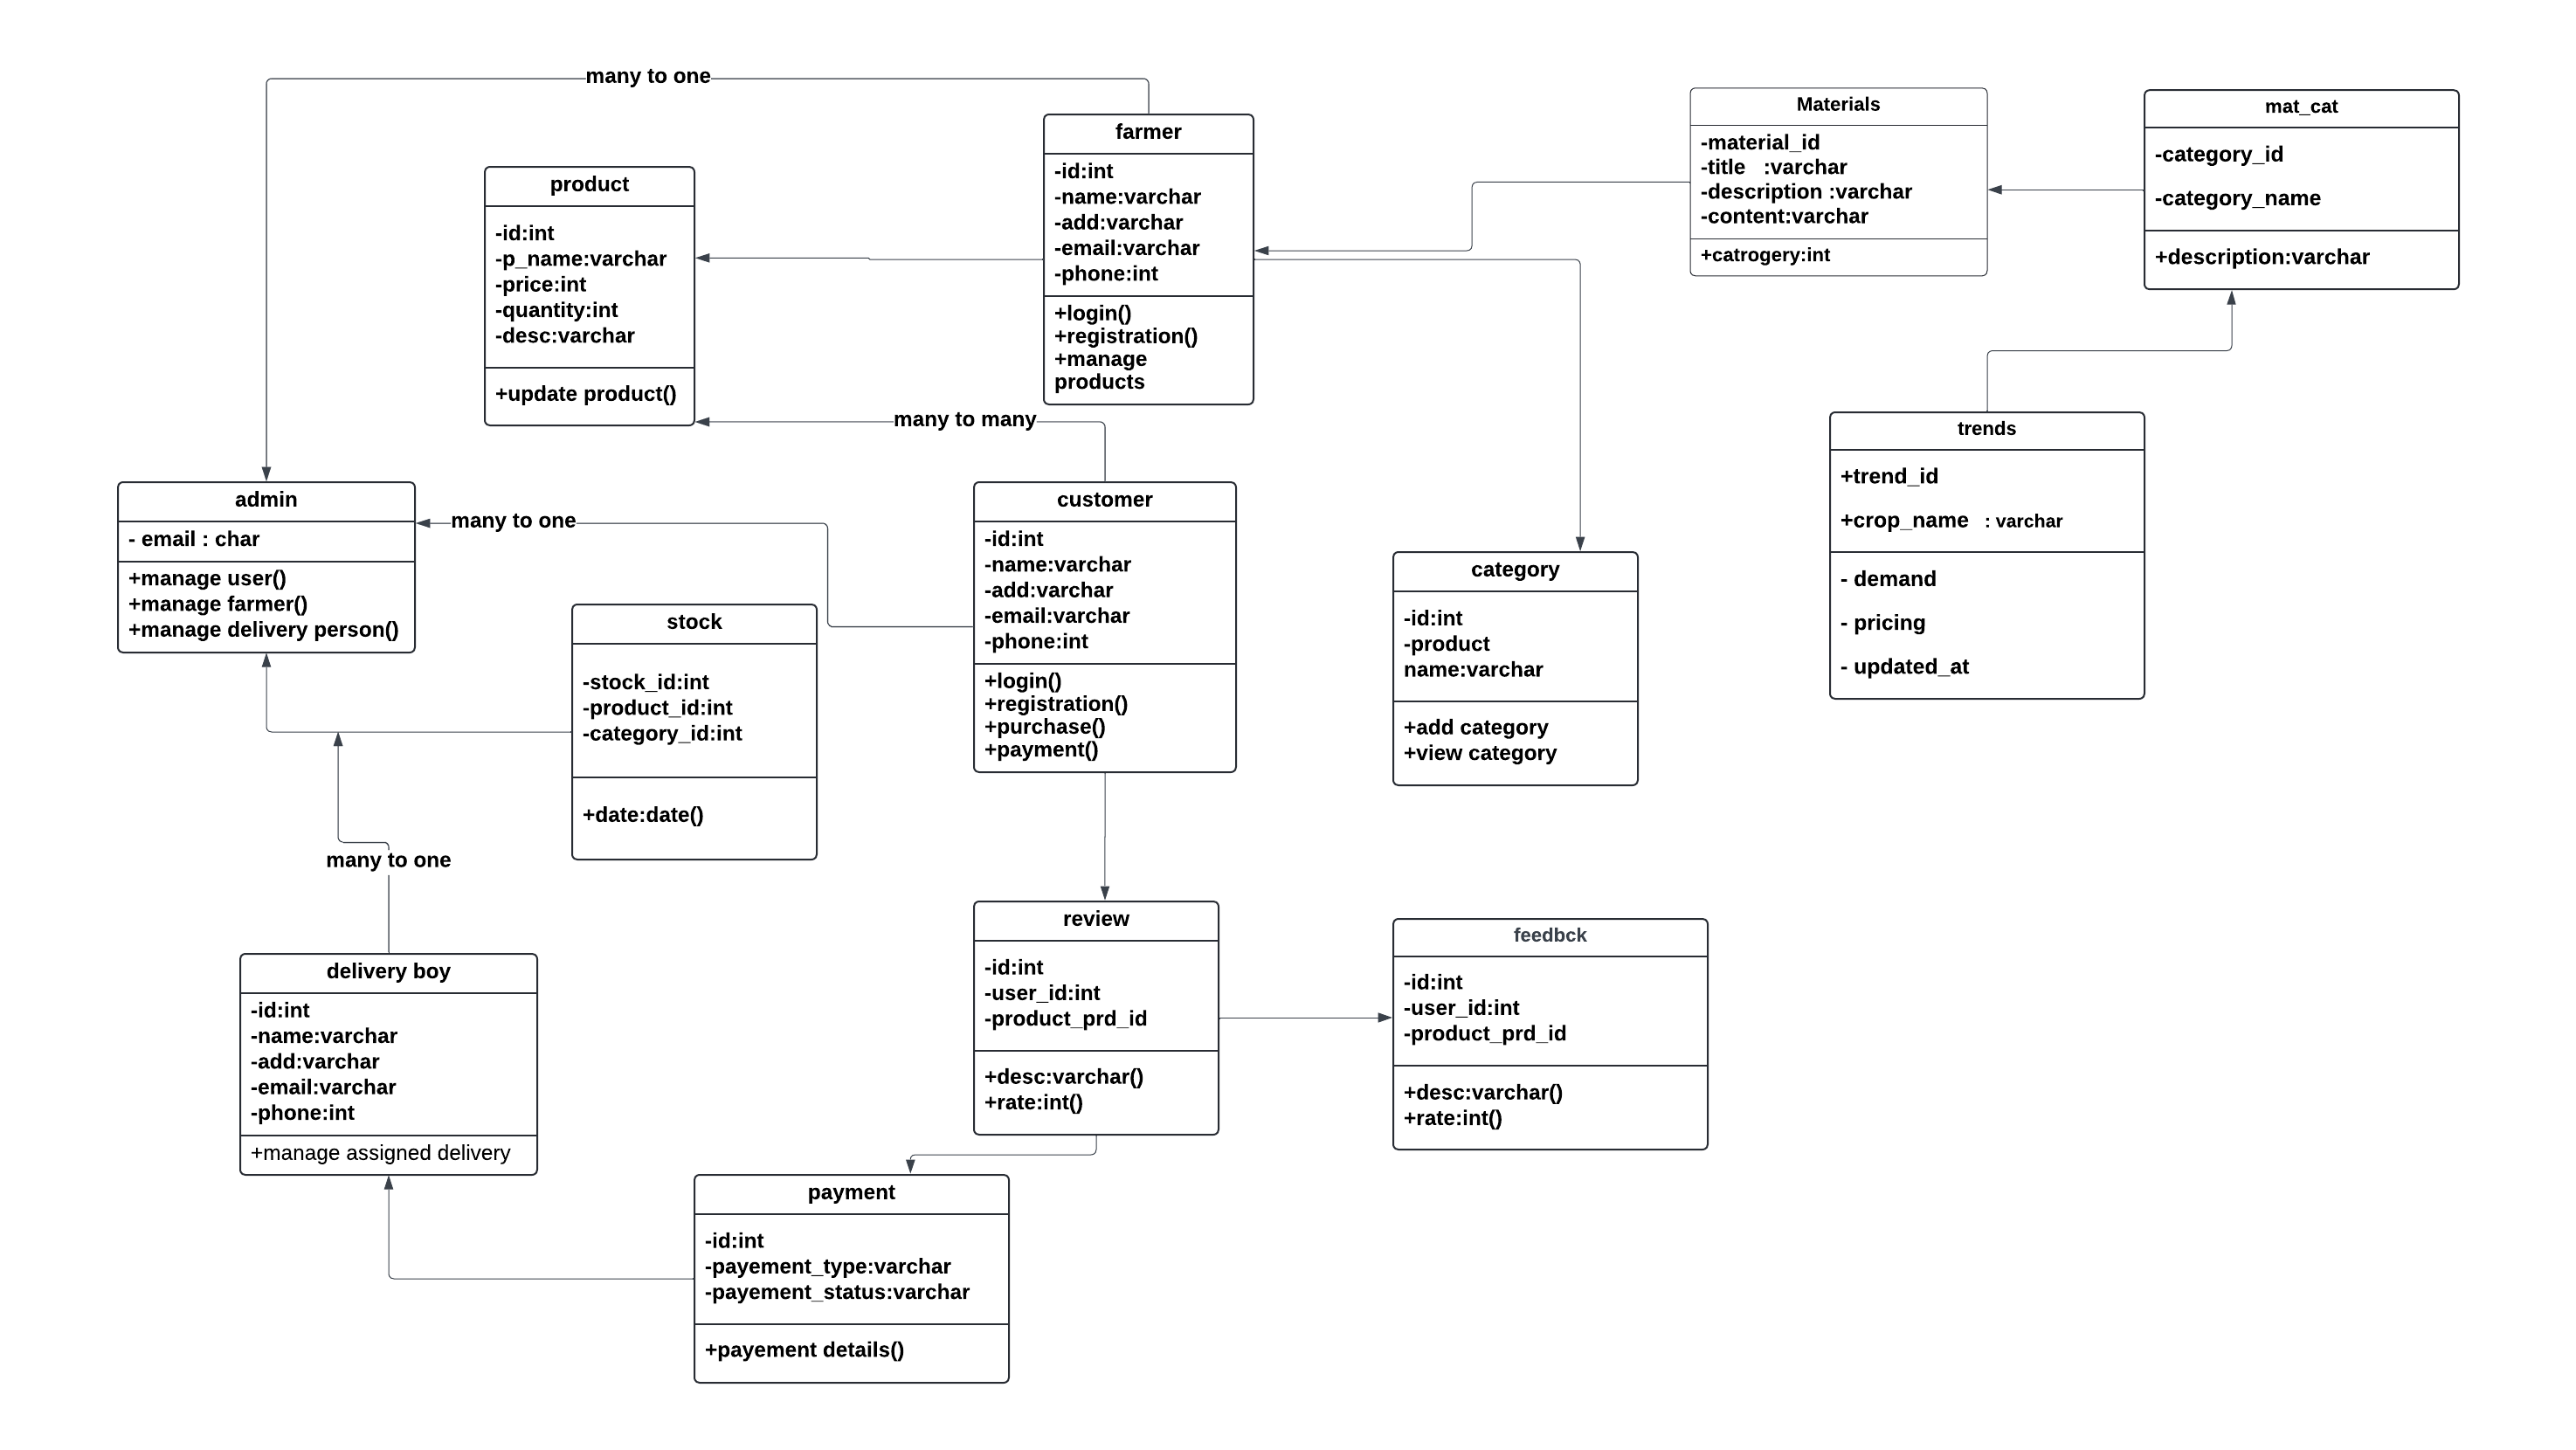 many to one
farmer
-id:int
-name:varchar
-add:varchar
-email:varchar
-phone:int
+login()
+registration()
+manage
products
Materials
-material_id
-title :varchar
-description :varchar
-content:varchar
+catrogery:int
mat_cat
-category_id
-category_name
+description:varchar
product
-id:int
-p_name:varchar
-price:int
-quantity:int
-desc:varchar
+update product()
many to many
trends
+trend_id
+crop_name : varchar
- demand
- pricing
- updated_at
admin
- email : char
+manage user()
+manage farmer()
+manage delivery person()
many to one
customer
-id:int
-name:varchar
-add:varchar
-email:varchar
-phone:int
+login()
+registration()
+purchase()
+payment()
category
-id:int
-product
name:varchar
+add category
+view category
stock
-stock_id:int
-product_id:int
-category_id:int
+date:date()
many to one
delivery boy
-id:int
-name:varchar
-add:varchar
-email:varchar
-phone:int
+manage assigned delivery
review
-id:int
-user_id:int
-product_prd_id
+desc:varchar()
+rate:int()
feedbck
-id:int
-user_id:int
-product_prd_id
+desc:varchar()
+rate:int()
payment
-id:int
-payement_type:varchar
-payement_status:varchar
+payement details()